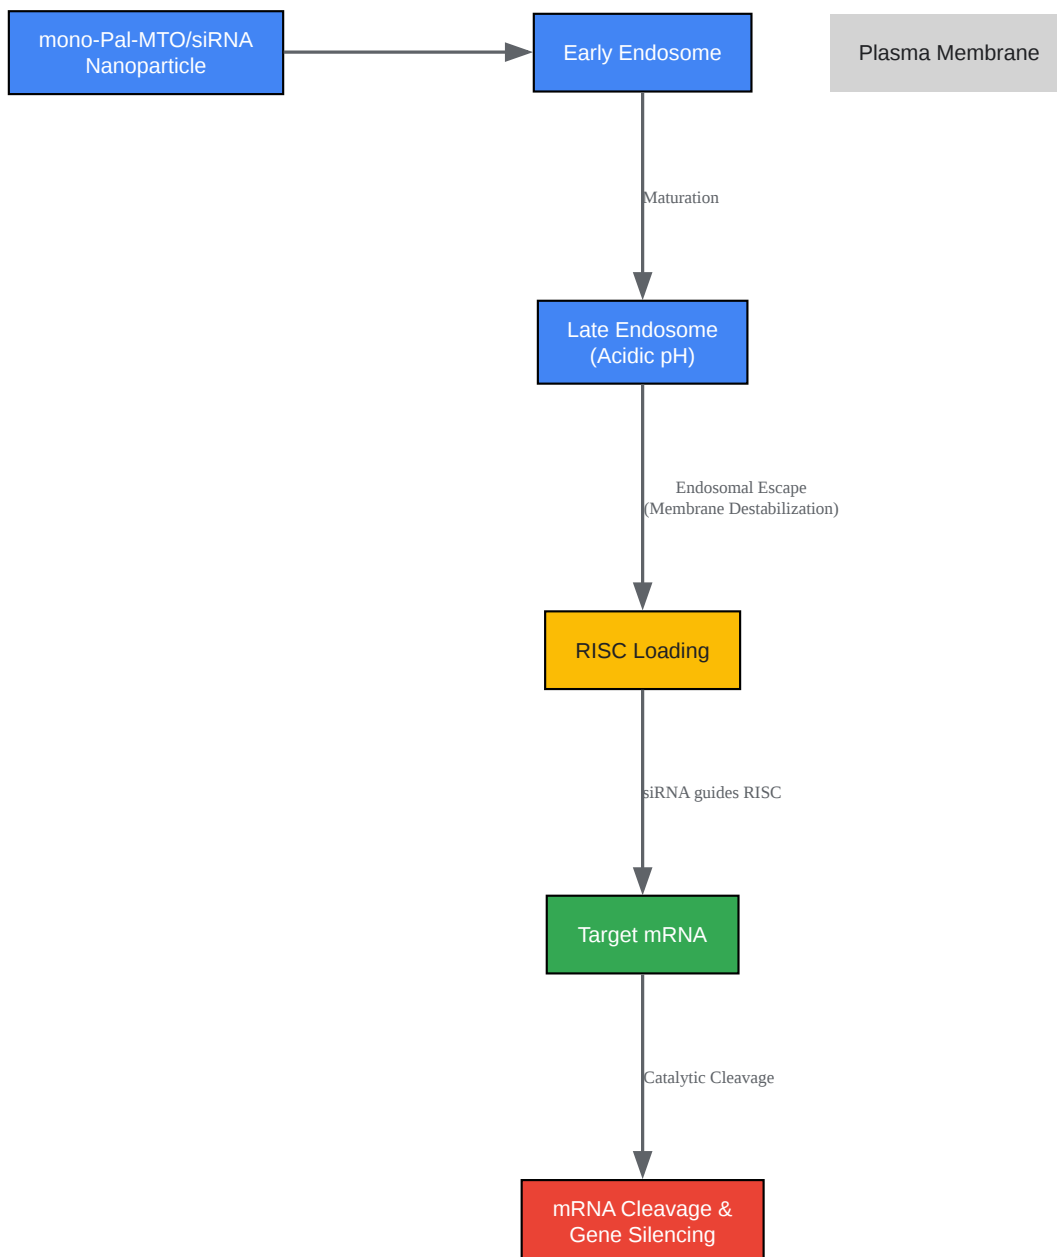 mono-Pal-MTO/siRNA
Nanoparticle
Early Endosome
Plasma Membrane
Maturation
Late Endosome
(Acidic pH)
Endosomal Escape
(Membrane Destabilization)
RISC Loading
siRNA guides RISC
Target mRNA
Catalytic Cleavage
mRNA Cleavage &
Gene Silencing